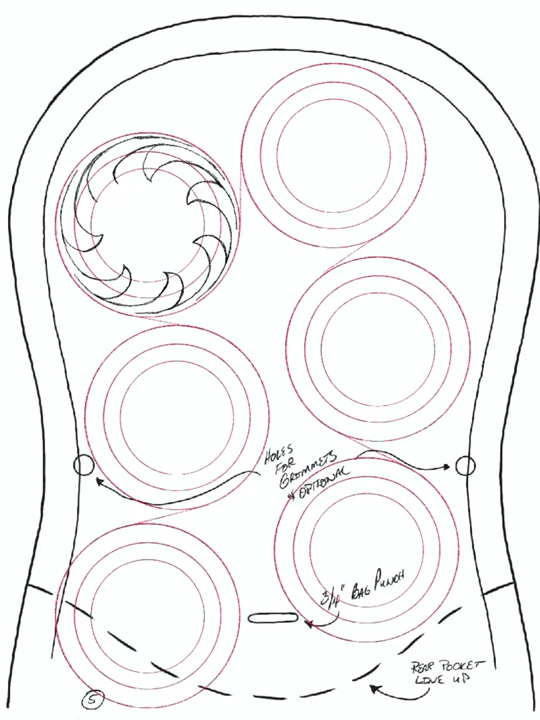 HOLES
FOR
GROMMETS
* OPTIONAL
3/4" BAG PUNCH
REAR POCKET
LINE UP
5